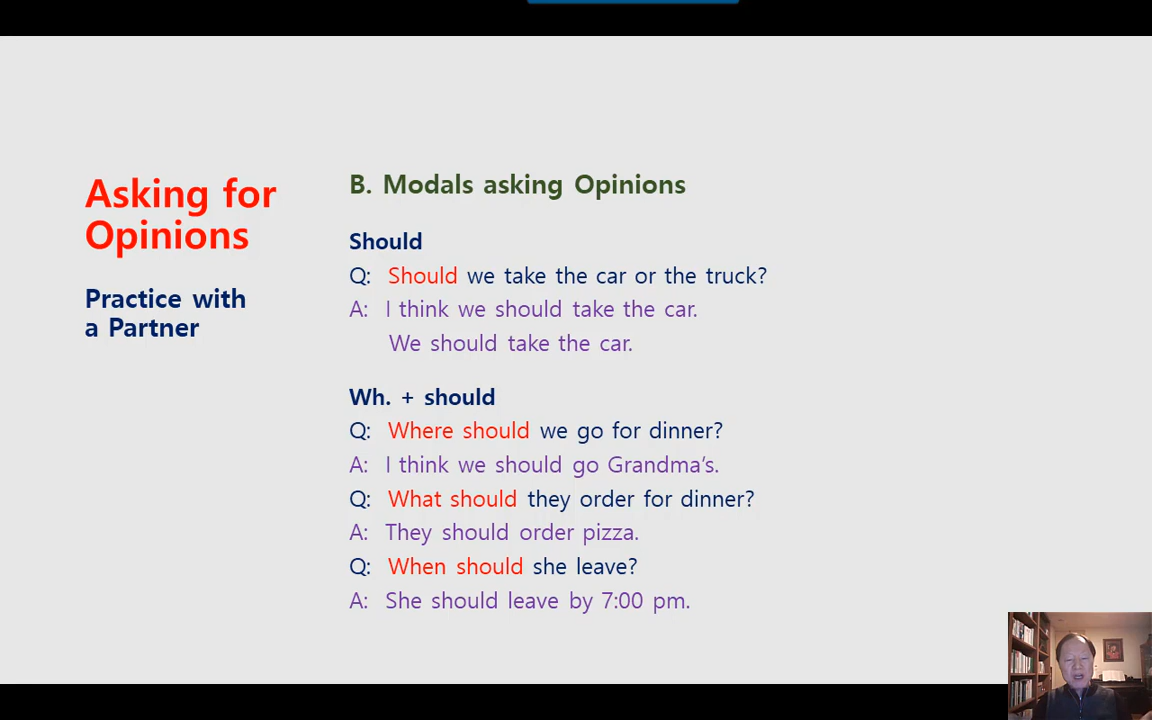 Asking for
Opinions
Practice with
a Partner
B. Modals asking Opinions
Should
Q: Should we take the car or the truck?
A: I think we should take the car.
We should take the car.
Wh. + should
Q: Where should we go for dinner?
A: I think we should go Grandma’s.
Q: What should they order for dinner?
A: They should order pizza.
Q: When should she leave?
A: She should leave by 7:00 pm.